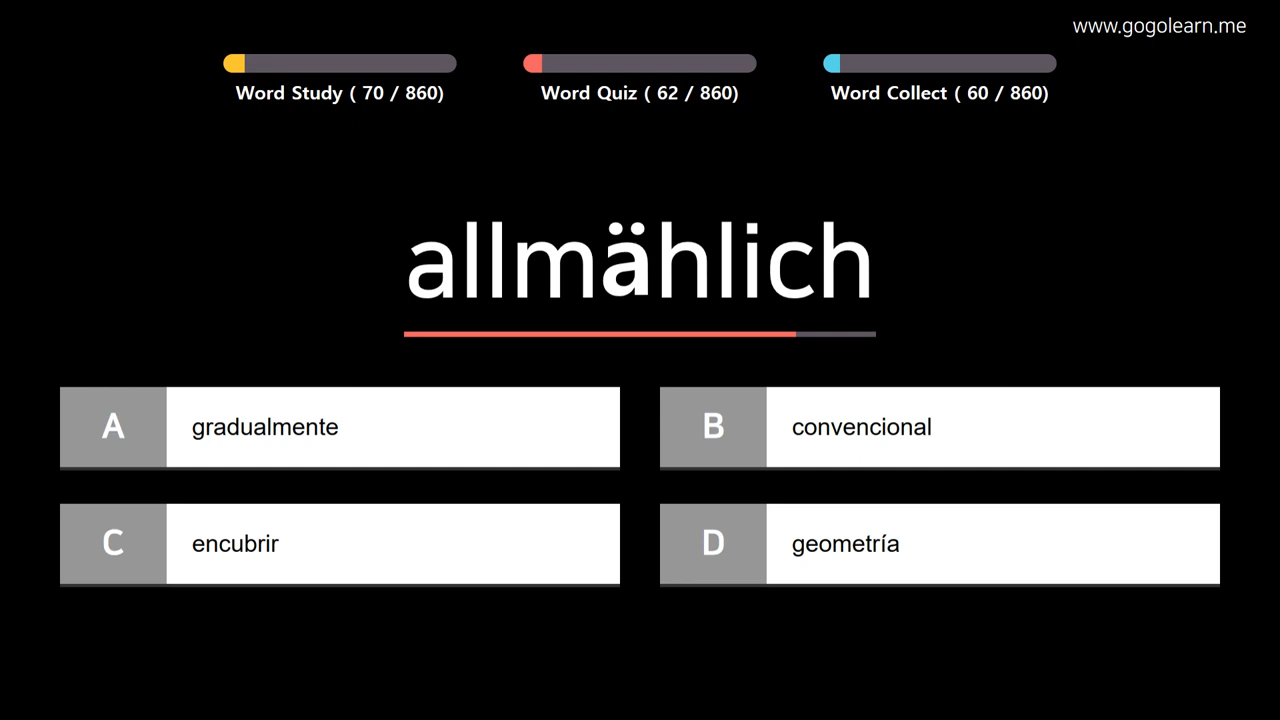 www.gogolearn.me
Word Study ( 70 / 860)
Word Quiz ( 62 / 860)
Word Collect ( 60 / 860)
allmählich
A gradualmente
B convencional
C encubrir
D geometría